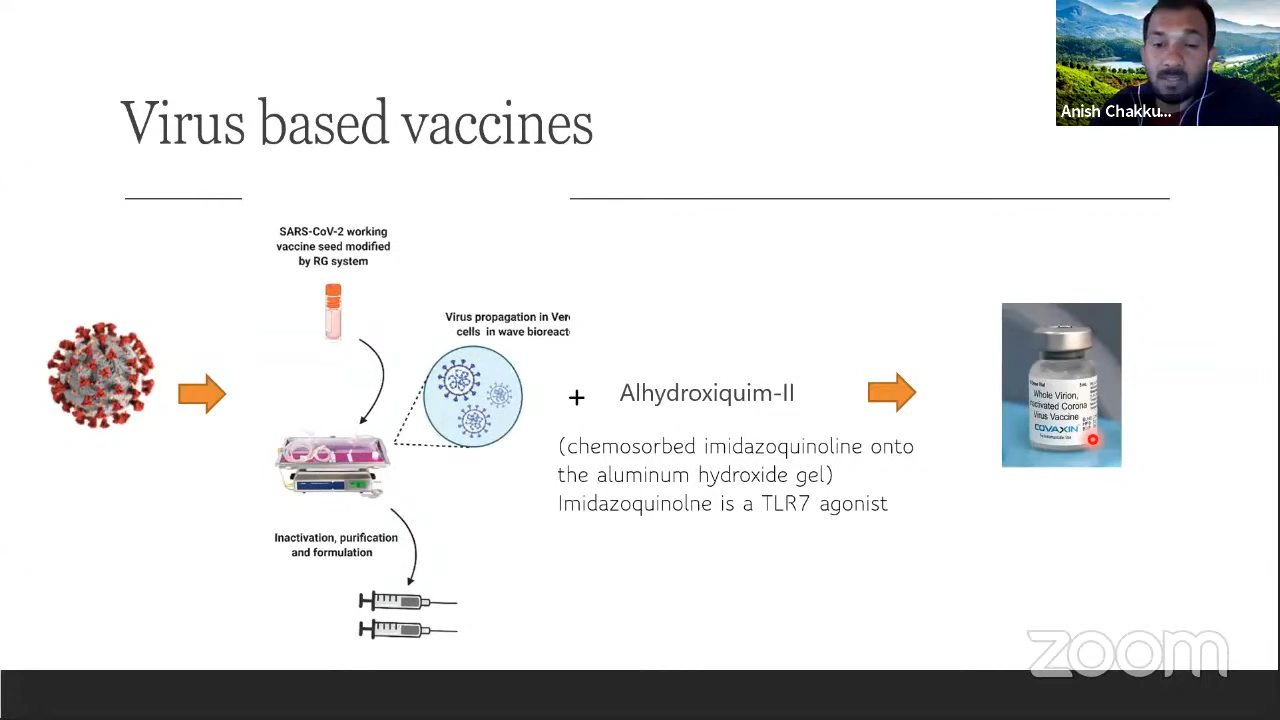 Virus based vaccines
Anish Chakku...
SARS-CoV-2 working
vaccine seed modified
by RG system
Virus propagation in Ver
cells in wave bioreact
+ Alhydroxiquim-II
(chemosorbed imidazoquinoline onto
the aluminum hydroxide gel)
Imidazoquinolne is a TLR7 agonist
Inactivation, purification
and formulation
Whole Virion,
Inactivated Corona
Virus Vaccine
COVAXIN
zoom